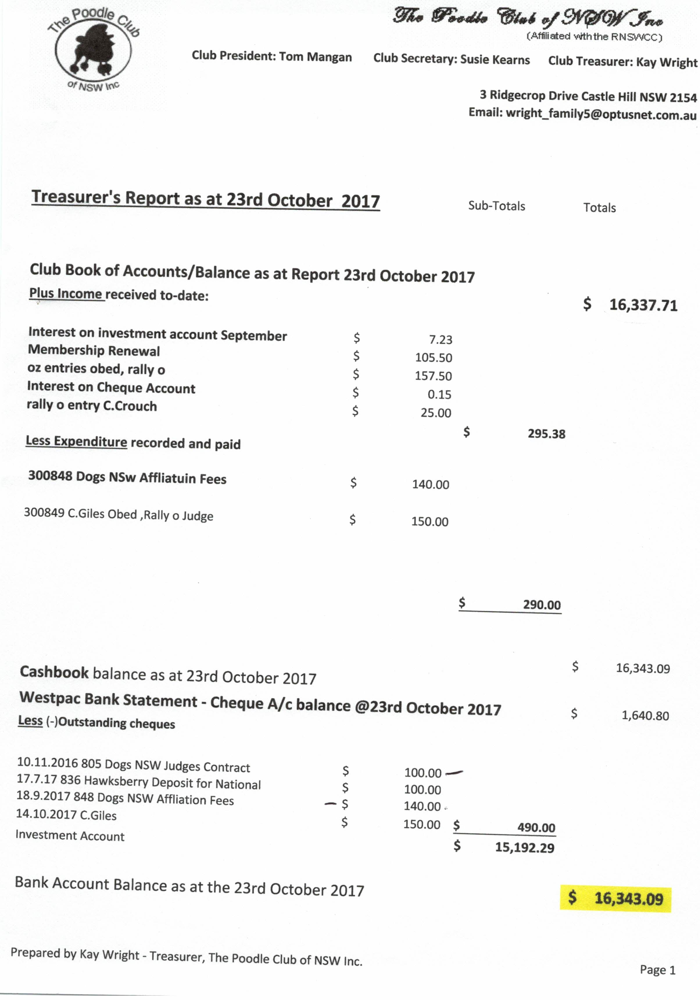 The Poodle Club
of NSW Inc
The Poodle Club of NSW Inc
(Affiliated with the RNSWCC)
Club President: Tom Mangan Club Secretary: Susie Kearns Club Treasurer: Kay Wright
3 Ridgecrop Drive Castle Hill NSW 2154
Email: wright_family5@optusnet.com.au
Treasurer's Report as at 23rd October 2017 Sub-Totals Totals
Club Book of Accounts/Balance as at Report 23rd October 2017
Plus Income received to-date: $ 16,337.71
Interest on investment account September $ 7.23
Membership Renewal $ 105.50
oz entries obed, rally o $ 157.50
Interest on Cheque Account $ 0.15
rally o entry C.Crouch $ 25.00
$ 295.38
Less Expenditure recorded and paid
300848 Dogs NSw Affliatuin Fees $ 140.00
300849 C.Giles Obed ,Rally o Judge $ 150.00
$ 290.00
Cashbook balance as at 23rd October 2017 $ 16,343.09
Westpac Bank Statement - Cheque A/c balance @23rd October 2017 $ 1,640.80
Less (-)Outstanding cheques
10.11.2016 805 Dogs NSW Judges Contract $ 100.00
17.7.17 836 Hawksberry Deposit for National $ 100.00
18.9.2017 848 Dogs NSW Affliation Fees $ 140.00
14.10.2017 C.Giles $ 150.00 $ 490.00
Investment Account $ 15,192.29
Bank Account Balance as at the 23rd October 2017 $ 16,343.09
Prepared by Kay Wright - Treasurer, The Poodle Club of NSW Inc.
Page 1